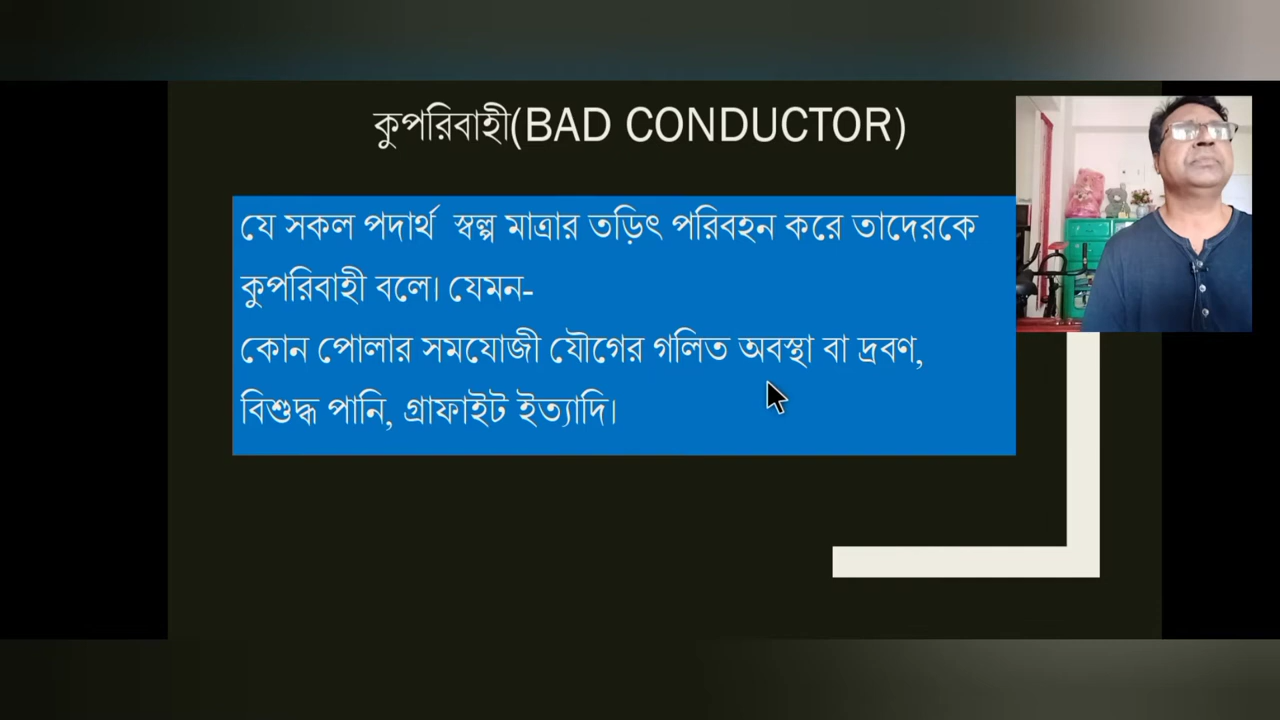 কুপরিবাহী(BAD CONDUCTOR)
যে সকল পদার্থ স্বল্প মাত্রার তড়িৎ পরিবহন করে তাদেরকে
কুপরিবাহী বলে। যেমন-
কোন পোলার সমযোজী যৌগের গলিত অবস্থা বা দ্রবণ,
বিশুদ্ধ পানি, গ্রাফাইট ইত্যাদি।